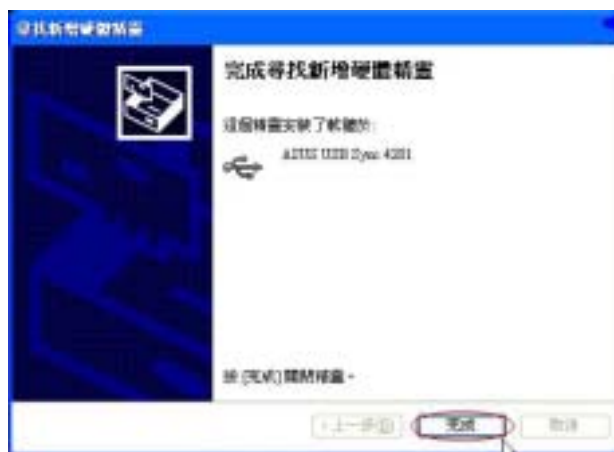 尋找新增硬體精靈
完成尋找新增硬體精靈
這個精靈安裝了軟體於:
ASUS USB Sync 4201
按 [完成] 關閉精靈。
< 上一步(B)
完成
取消